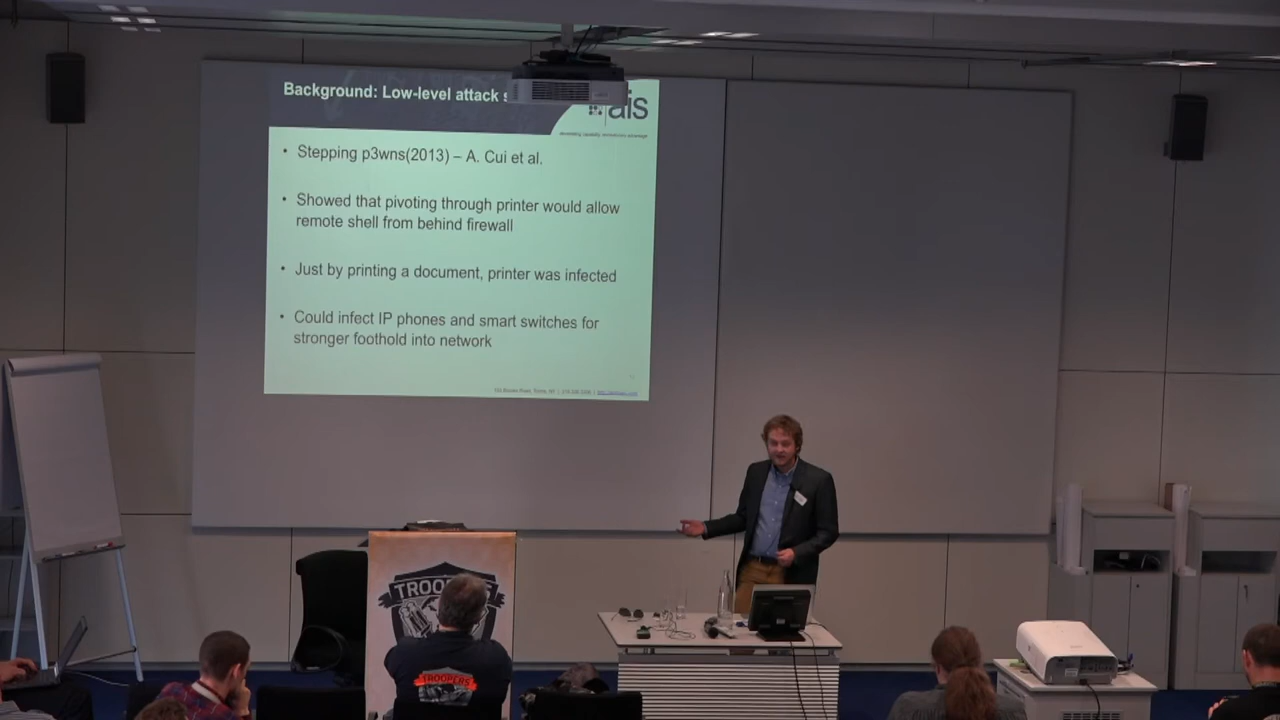 Background: Low-level attack
ais
• Stepping p3wns(2013) – A. Cui et al.
• Showed that pivoting through printer would allow
remote shell from behind firewall
• Just by printing a document, printer was infected
• Could infect IP phones and smart switches for
stronger foothold into network
TROOPERS
TROOPERS